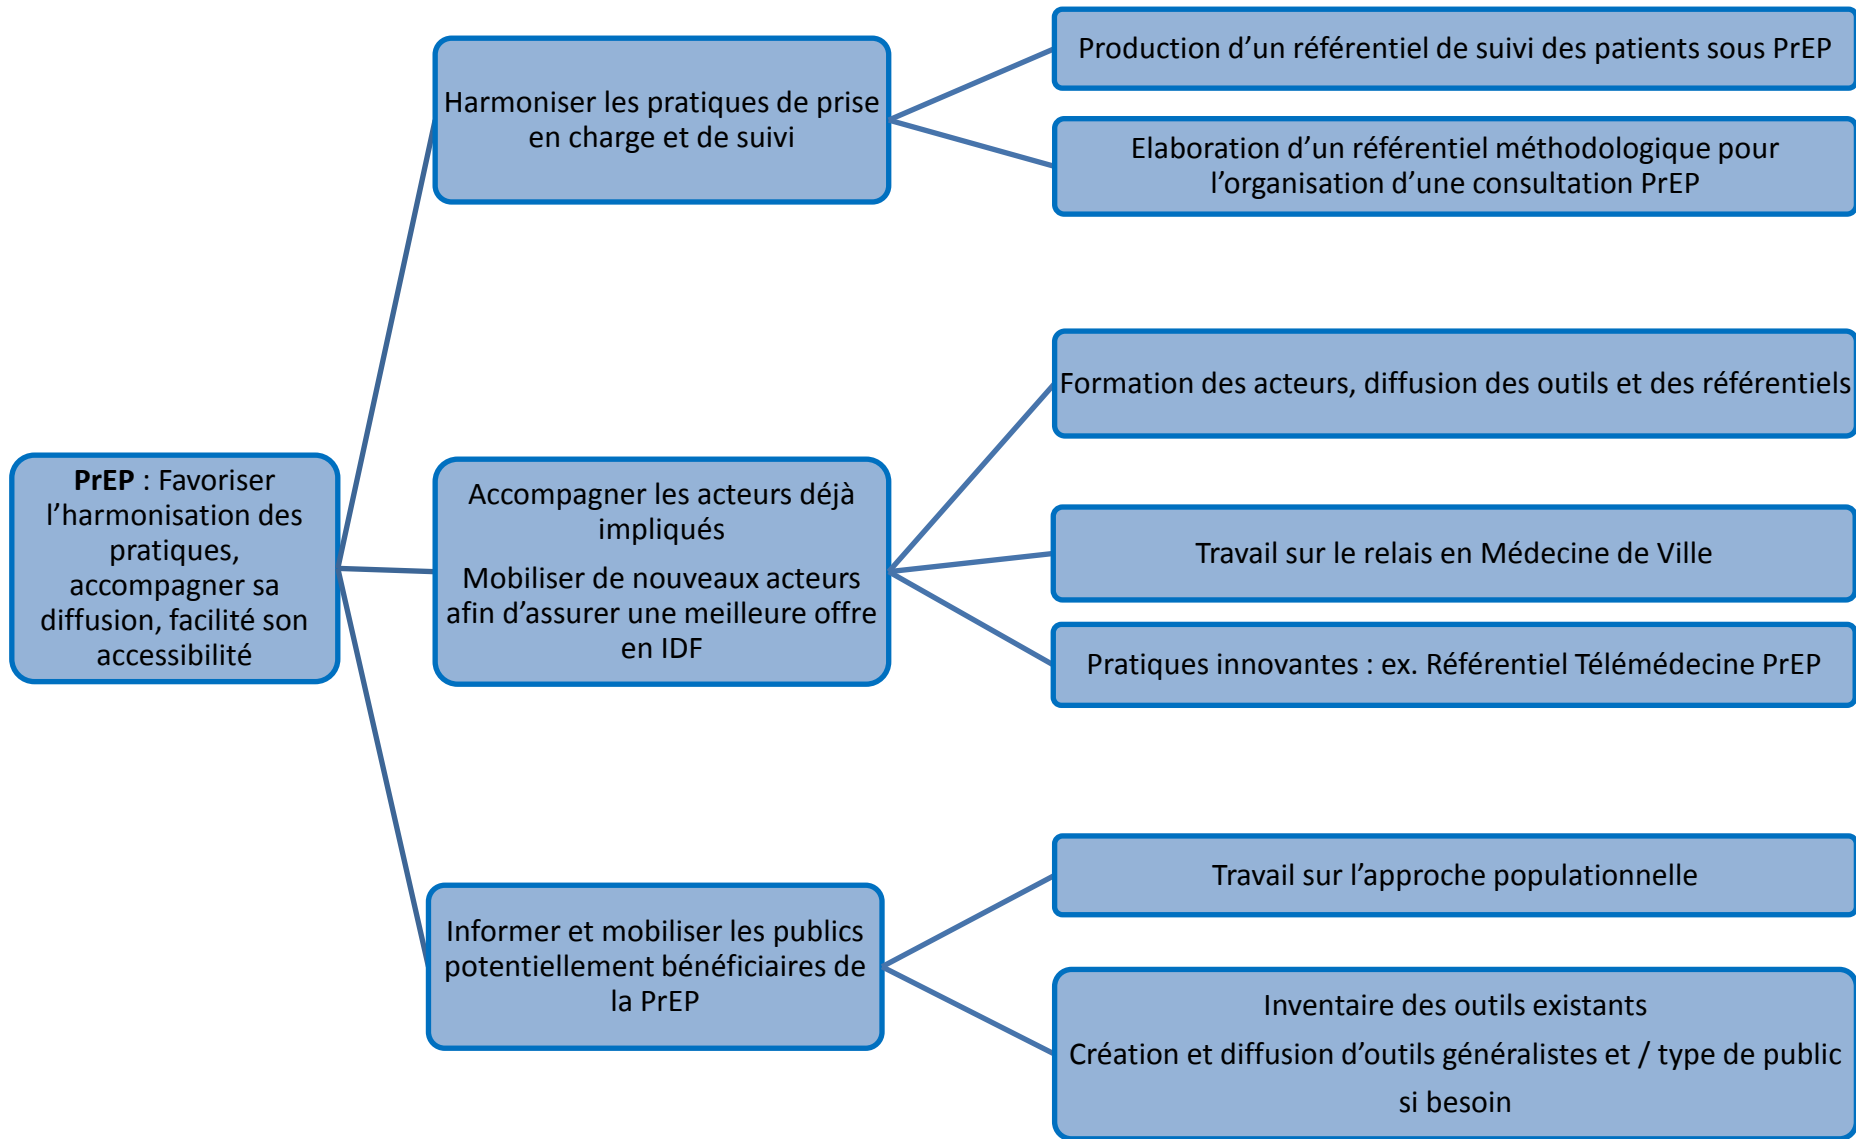 PrEP : Favoriser
l’harmonisation des
pratiques,
accompagner sa
diffusion, facilité son
accessibilité
Harmoniser les pratiques de prise
en charge et de suivi
Production d’un référentiel de suivi des patients sous PrEP
Elaboration d’un référentiel méthodologique pour
l’organisation d’une consultation PrEP
Accompagner les acteurs déjà
impliqués
Mobiliser de nouveaux acteurs
afin d’assurer une meilleure offre
en IDF
Formation des acteurs, diffusion des outils et des référentiels
Travail sur le relais en Médecine de Ville
Pratiques innovantes : ex. Référentiel Télémédecine PrEP
Informer et mobiliser les publics
potentiellement bénéficiaires de
la PrEP
Travail sur l’approche populationnelle
Inventaire des outils existants
Création et diffusion d’outils généralistes et / type de public
si besoin